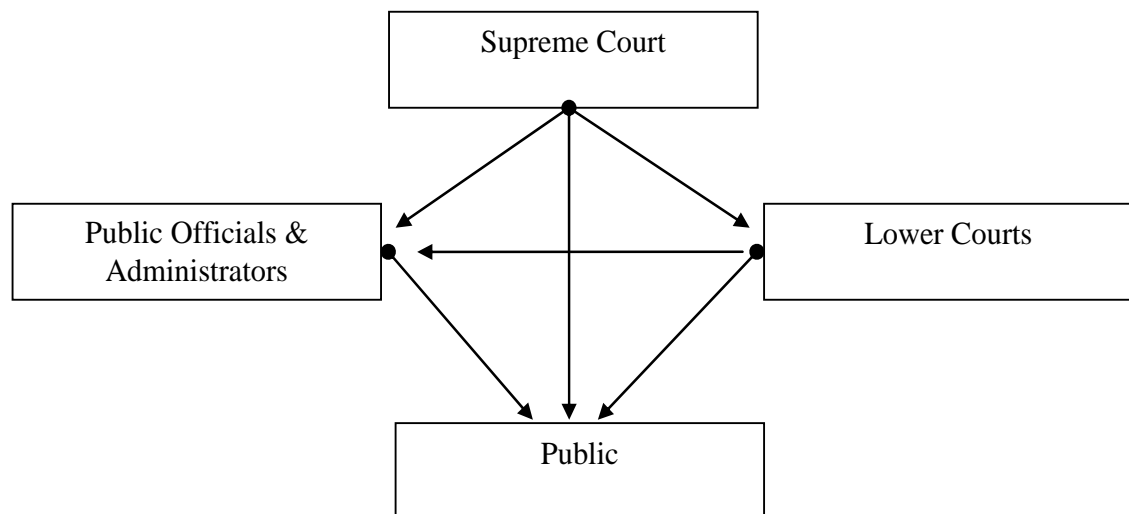 Supreme Court
Public Officials &
Administrators
Lower Courts
Public